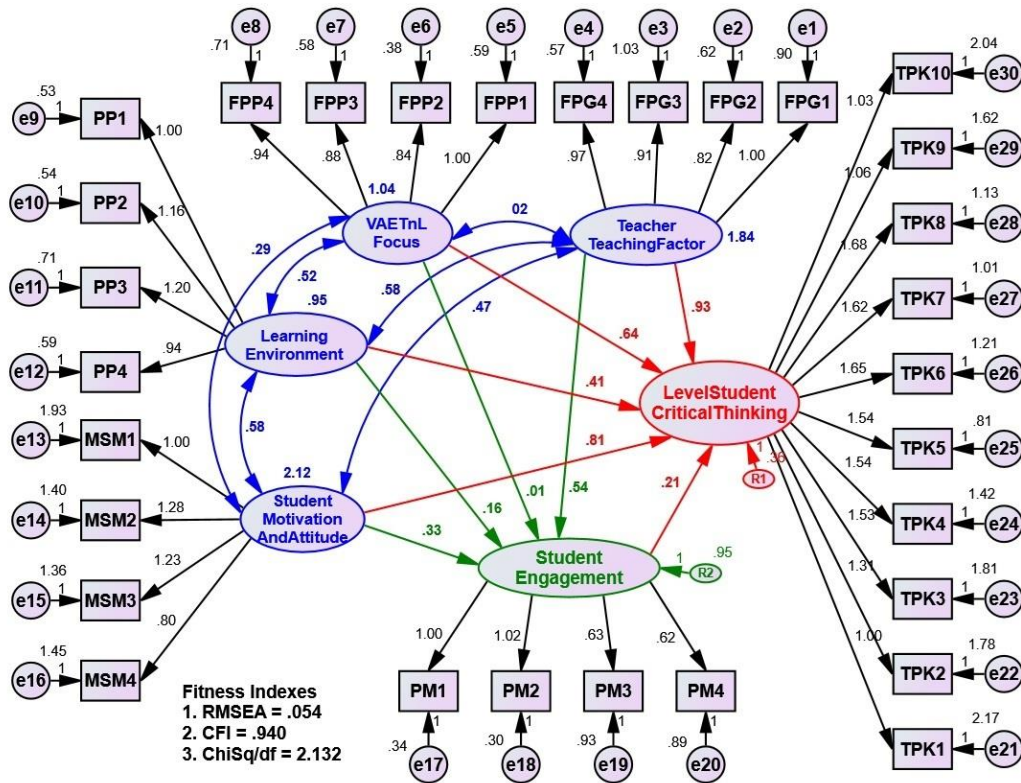 e8 e7 e6 e5 e4 e3 e2 e1
.71 1 .58 1 .38 1 .59 1 .57 1 1.03 1 .62 1 .90 1
FPP4 FPP3 FPP2 FPP1 FPG4 FPG3 FPG2 FPG1
.94 .88 .84 1.00 .97 .91 .82 1.00
.53
e9 1 PP1 1.00
.54
e10 1 PP2 1.16
.71
e11 1 PP3 1.20
.59
e12 1 PP4 .94
1.93
e13 1 MSM1 1.00
1.40
e14 1 MSM2 1.28
1.36
e15 1 MSM3 1.23
1.45
e16 1 MSM4 .80
1.04
VAETnL
Focus
02
Teacher
TeachingFactor
1.84
.29
.52
.58
.47
.95
Learning
Environment
.58
2.12
Student
Motivation
AndAttitude
.93
.64
.41
.81
.21
.54
.01
.16
.33
LevelStudent
CriticalThinking
1 .36
R1
Student
Engagement
1 .95
R2
1.00 1.02 .63 .62
PM1 PM2 PM3 PM4
1 1 1 1
.34 .30 .93 .89
e17 e18 e19 e20
2.04
1.03 TPK10 1 e30
1.62
1.06 TPK9 1 e29
1.13
1.68 TPK8 1 e28
1.01
1.62 TPK7 1 e27
1.21
1.65 TPK6 1 e26
.81
1.54 TPK5 1 e25
1.42
1.54 TPK4 1 e24
1.81
1.53 TPK3 1 e23
1.78
1.31 TPK2 1 e22
2.17
1.00 TPK1 1 e21
Fitness Indexes
1. RMSEA = .054
2. CFI = .940
3. ChiSq/df = 2.132